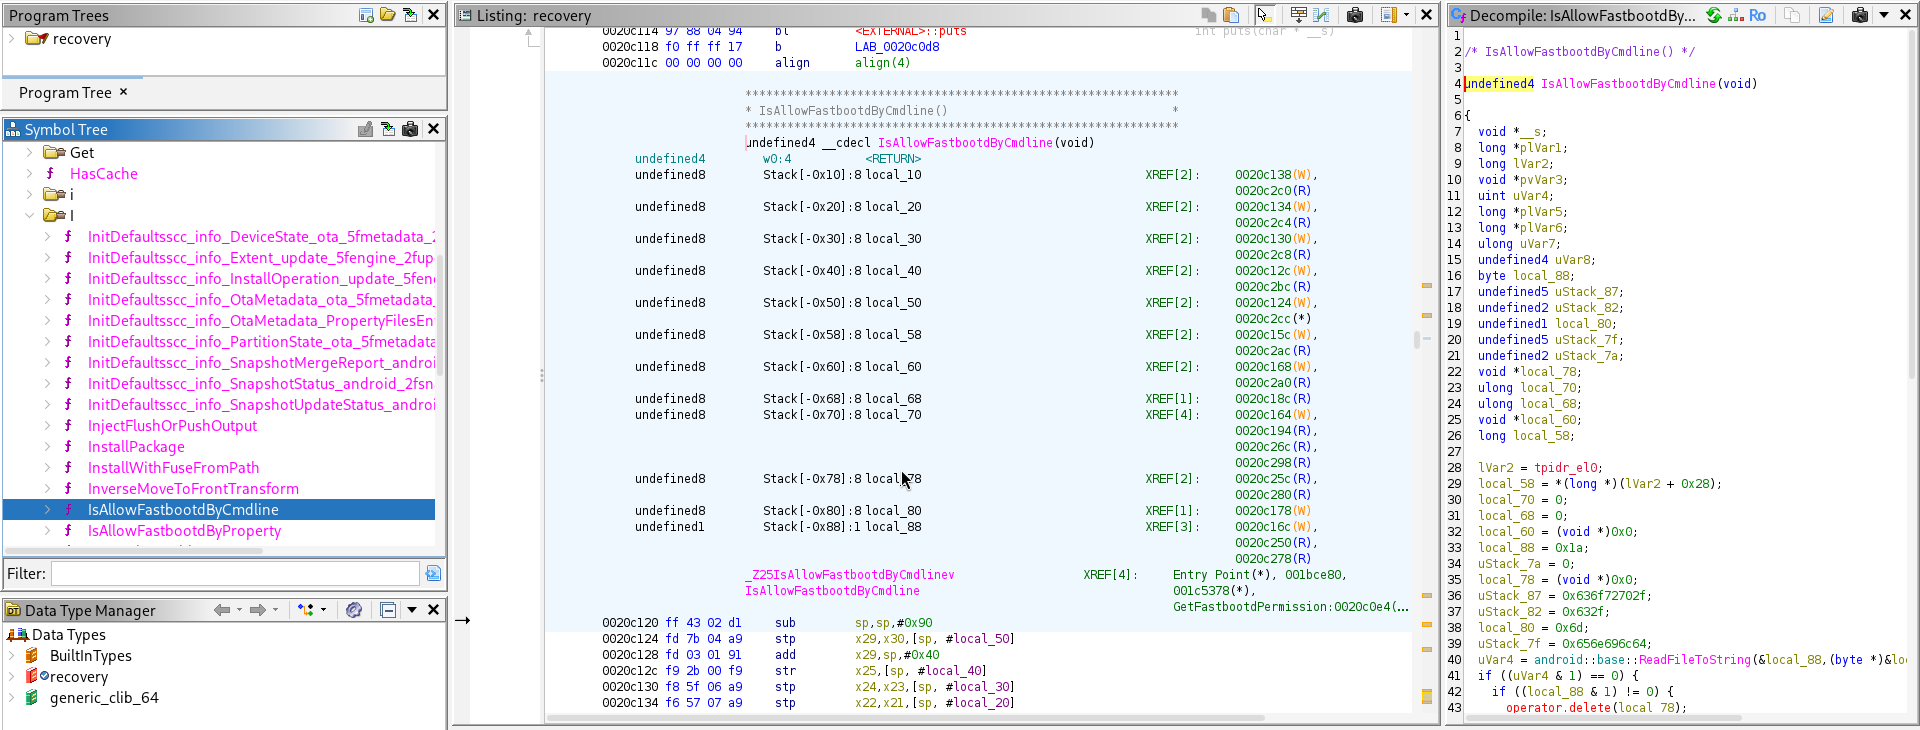 Program Trees
recovery
Program Tree ×
Symbol Tree
Get
HasCache
i
I
InitDefaultsscc_info_DeviceState_ota_5fmetadata_2
InitDefaultsscc_info_Extent_update_5fengine_2fup
InitDefaultsscc_info_InstallOperation_update_5fen
InitDefaultsscc_info_OtaMetadata_ota_5fmetadata_
InitDefaultsscc_info_OtaMetadata_PropertyFilesEn
InitDefaultsscc_info_PartitionState_ota_5fmetadata
InitDefaultsscc_info_SnapshotMergeReport_androi
InitDefaultsscc_info_SnapshotStatus_android_2fsn
InitDefaultsscc_info_SnapshotUpdateStatus_androi
InjectFlushOrPushOutput
InstallPackage
InstallWithFuseFromPath
InverseMoveToFrontTransform
IsAllowFastbootdByCmdline
IsAllowFastbootdByProperty
Filter:
Data Type Manager
Data Types
BuiltInTypes
recovery
generic_clib_64
Listing: recovery
0020c114 97 88 04 94 bl <EXTERNAL>::puts int puts(char * __s)
0020c118 f0 ff ff 17 b LAB_0020c0d8
0020c11c 00 00 00 00 align align(4)
**************************************************************
* IsAllowFastbootdByCmdline() *
**************************************************************
undefined4 __cdecl IsAllowFastbootdByCmdline(void)
undefined4 w0:4 <RETURN>
undefined8 Stack[-0x10]:8 local_10 XREF[2]: 0020c138(W),
0020c2c0(R)
undefined8 Stack[-0x20]:8 local_20 XREF[2]: 0020c134(W),
0020c2c4(R)
undefined8 Stack[-0x30]:8 local_30 XREF[2]: 0020c130(W),
0020c2c8(R)
undefined8 Stack[-0x40]:8 local_40 XREF[2]: 0020c12c(W),
0020c2bc(R)
undefined8 Stack[-0x50]:8 local_50 XREF[2]: 0020c124(W),
0020c2cc(*)
undefined8 Stack[-0x58]:8 local_58 XREF[2]: 0020c15c(W),
0020c2ac(R)
undefined8 Stack[-0x60]:8 local_60 XREF[2]: 0020c168(W),
0020c2a0(R)
undefined8 Stack[-0x68]:8 local_68 XREF[1]: 0020c18c(R)
undefined8 Stack[-0x70]:8 local_70 XREF[4]: 0020c164(W),
0020c194(R),
0020c26c(R),
0020c298(R)
undefined8 Stack[-0x78]:8 local_78 XREF[2]: 0020c25c(R),
0020c280(R)
undefined8 Stack[-0x80]:8 local_80 XREF[1]: 0020c178(W)
undefined1 Stack[-0x88]:1 local_88 XREF[3]: 0020c16c(W),
0020c250(R),
0020c278(R)
_Z25IsAllowFastbootdByCmdlinev XREF[4]: Entry Point(*), 001bce80,
IsAllowFastbootdByCmdline 001c5378(*),
GetFastbootdPermission:0020c0e4(...
0020c120 ff 43 02 d1 sub sp,sp,#0x90
0020c124 fd 7b 04 a9 stp x29,x30,[sp, #local_50]
0020c128 fd 03 01 91 add x29,sp,#0x40
0020c12c f9 2b 00 f9 str x25,[sp, #local_40]
0020c130 f8 5f 06 a9 stp x24,x23,[sp, #local_30]
0020c134 f6 57 07 a9 stp x22,x21,[sp, #local_20]
Decompile: IsAllowFastbootdBy...
1
2 /* IsAllowFastbootdByCmdline() */
3
4 undefined4 IsAllowFastbootdByCmdline(void)
5
6 {
7 void *__s;
8 long *plVar1;
9 long lVar2;
10 void *pvVar3;
11 uint uVar4;
12 long *plVar5;
13 long *plVar6;
14 ulong uVar7;
15 undefined4 uVar8;
16 byte local_88;
17 undefined5 uStack_87;
18 undefined2 uStack_82;
19 undefined1 local_80;
20 undefined5 uStack_7f;
21 undefined2 uStack_7a;
22 void *local_78;
23 ulong local_70;
24 ulong local_68;
25 void *local_60;
26 long local_58;
27
28 lVar2 = tpidr_el0;
29 local_58 = *(long *)(lVar2 + 0x28);
30 local_70 = 0;
31 local_68 = 0;
32 local_60 = (void *)0x0;
33 local_88 = 0x1a;
34 uStack_7a = 0;
35 local_78 = (void *)0x0;
36 uStack_87 = 0x636f72702f;
37 uStack_82 = 0x632f;
38 local_80 = 0x6d;
39 uStack_7f = 0x656e696c64;
40 uVar4 = android::base::ReadFileToString(&local_88,(byte *)&lo
41 if ((uVar4 & 1) == 0) {
42 if ((local_88 & 1) != 0) {
43 operator.delete(local_78);